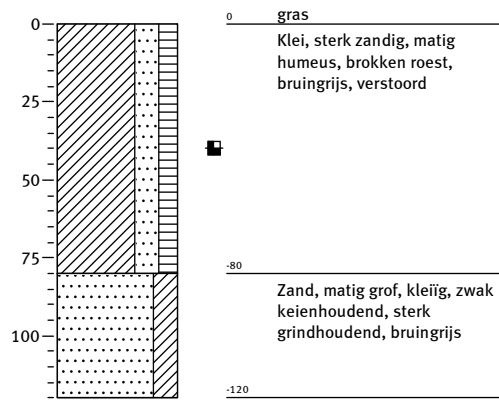 0
25
50
75
100
0
gras
Klei, sterk zandig, matig
humeus, brokken roest,
bruingrijs, verstoord
-80
Zand, matig grof, kleiïg, zwak
keienhoudend, sterk
grindhoudend, bruingrijs
-120